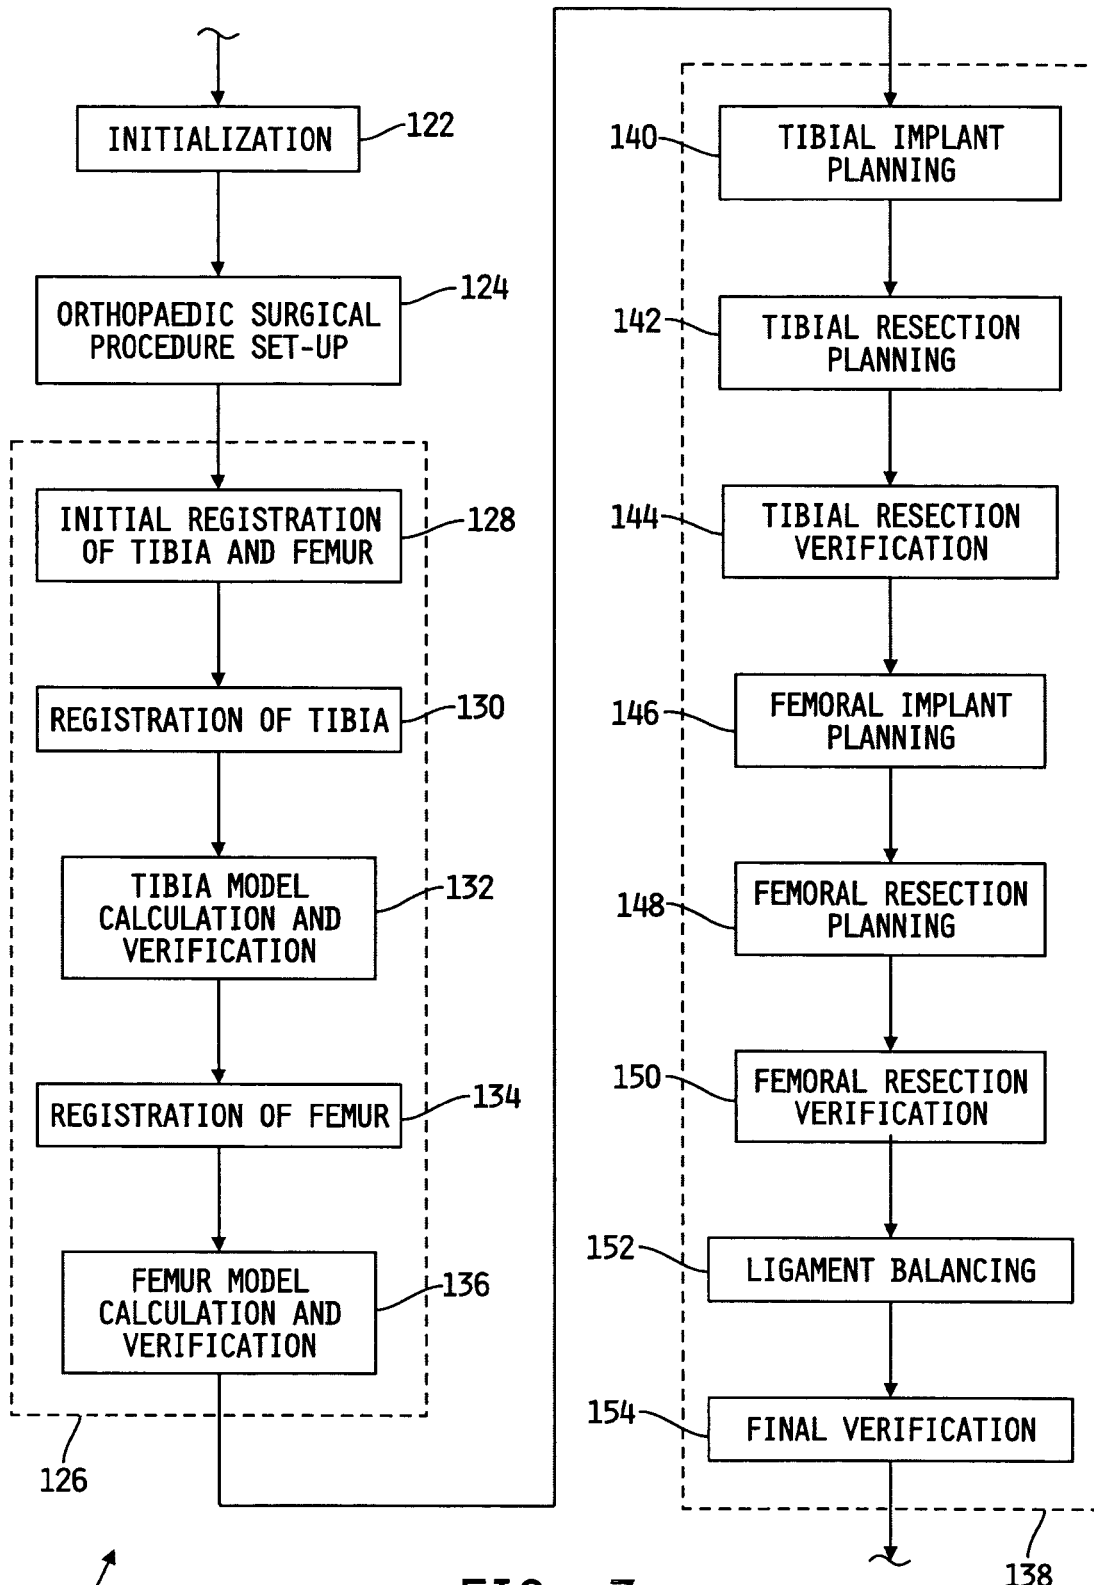 INITIALIZATION
122
ORTHOPAEDIC SURGICAL
PROCEDURE SET-UP
124
INITIAL REGISTRATION
OF TIBIA AND FEMUR
128
REGISTRATION OF TIBIA
130
TIBIA MODEL
CALCULATION AND
VERIFICATION
132
REGISTRATION OF FEMUR
134
FEMUR MODEL
CALCULATION AND
VERIFICATION
136
126
140
TIBIAL IMPLANT
PLANNING
142
TIBIAL RESECTION
PLANNING
144
TIBIAL RESECTION
VERIFICATION
146
FEMORAL IMPLANT
PLANNING
148
FEMORAL RESECTION
PLANNING
150
FEMORAL RESECTION
VERIFICATION
152
LIGAMENT BALANCING
154
FINAL VERIFICATION
138